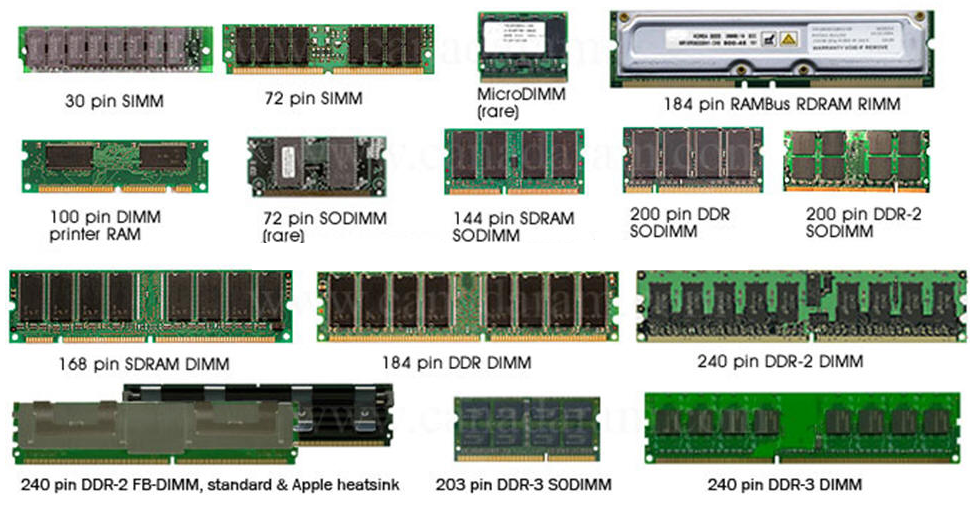 30 pin SIMM
72 pin SIMM
MicroDIMM
(rare)
184 pin RAMBus RDRAM RIMM
100 pin DIMM
printer RAM
72 pin SODIMM
(rare)
144 pin SDRAM
SODIMM
200 pin DDR
SODIMM
200 pin DDR-2
SODIMM
168 pin SDRAM DIMM
184 pin DDR DIMM
240 pin DDR-2 DIMM
240 pin DDR-2 FB-DIMM, standard & Apple heatsink
203 pin DDR-3 SODIMM
240 pin DDR-3 DIMM